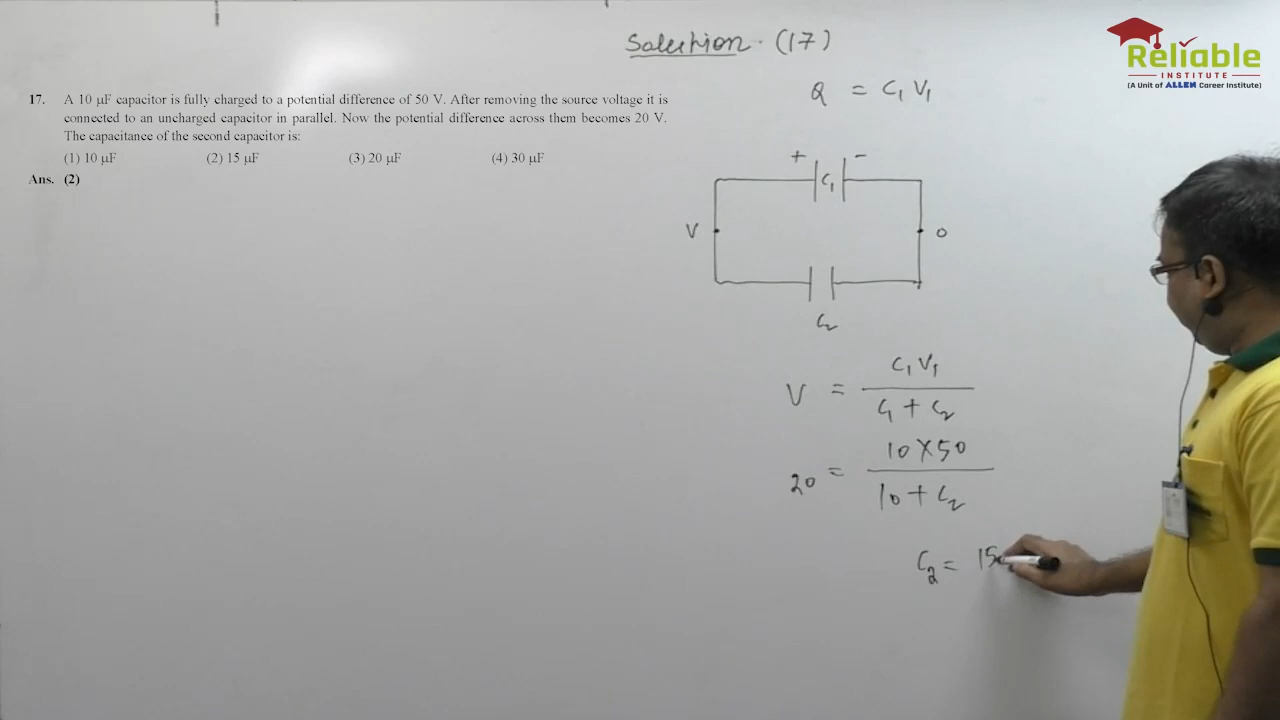 Reliable
INSTITUTE
(A Unit of ALLEN Career Institute)
17. A 10 μF capacitor is fully charged to a potential difference of 50 V. After removing the source voltage it is
connected to an uncharged capacitor in parallel. Now the potential difference across them becomes 20 V.
The capacitance of the second capacitor is:
(1) 10 μF (2) 15 μF (3) 20 μF (4) 30 μF
Ans. (2)
Solution · (17)
Q = C₁ V₁
+ −
C₁
V 0
C₂
V = C₁ V₁ / C₁ + C₂
20 = 10 × 50 / 10 + C₂
C₂ = 15